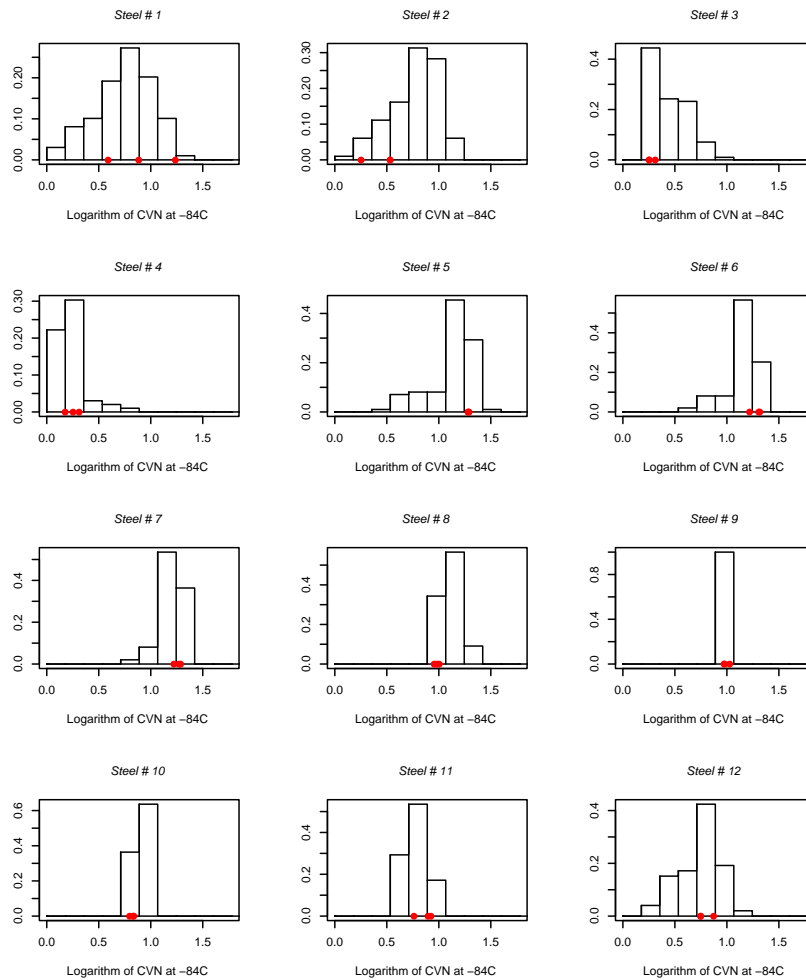 Steel # 1
0.00 0.10 0.20
0.0 0.5 1.0 1.5
Logarithm of CVN at −84C
Steel # 2
0.00 0.10 0.20 0.30
0.0 0.5 1.0 1.5
Logarithm of CVN at −84C
Steel # 3
0.0 0.2 0.4
0.0 0.5 1.0 1.5
Logarithm of CVN at −84C
Steel # 4
0.00 0.10 0.20 0.30
0.0 0.5 1.0 1.5
Logarithm of CVN at −84C
Steel # 5
0.0 0.2 0.4
0.0 0.5 1.0 1.5
Logarithm of CVN at −84C
Steel # 6
0.0 0.2 0.4
0.0 0.5 1.0 1.5
Logarithm of CVN at −84C
Steel # 7
0.0 0.2 0.4
0.0 0.5 1.0 1.5
Logarithm of CVN at −84C
Steel # 8
0.0 0.2 0.4
0.0 0.5 1.0 1.5
Logarithm of CVN at −84C
Steel # 9
0.0 0.4 0.8
0.0 0.5 1.0 1.5
Logarithm of CVN at −84C
Steel # 10
0.0 0.2 0.4 0.6
0.0 0.5 1.0 1.5
Logarithm of CVN at −84C
Steel # 11
0.0 0.2 0.4
0.0 0.5 1.0 1.5
Logarithm of CVN at −84C
Steel # 12
0.0 0.2 0.4
0.0 0.5 1.0 1.5
Logarithm of CVN at −84C